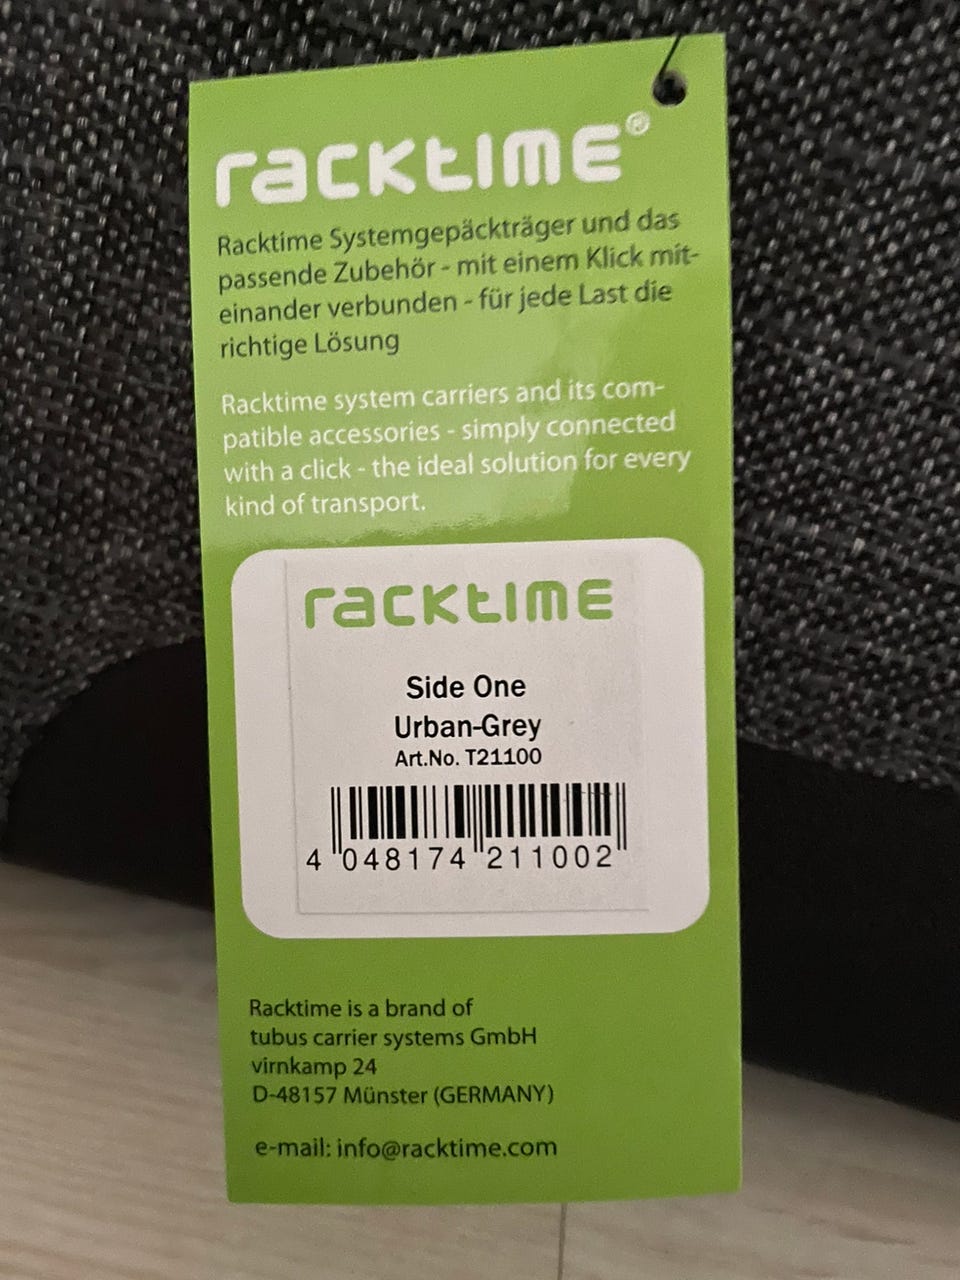 racktime®
Racktime Systemgepäckträger und das
passende Zubehör - mit einem Klick mit-
einander verbunden - für jede Last die
richtige Lösung
Racktime system carriers and its com-
patible accessories - simply connected
with a click - the ideal solution for every
kind of transport.
racktime
Side One
Urban-Grey
Art.No. T21100
4 048174 211002
Racktime is a brand of
tubus carrier systems GmbH
virnkamp 24
D-48157 Münster (GERMANY)
e-mail: info@racktime.com